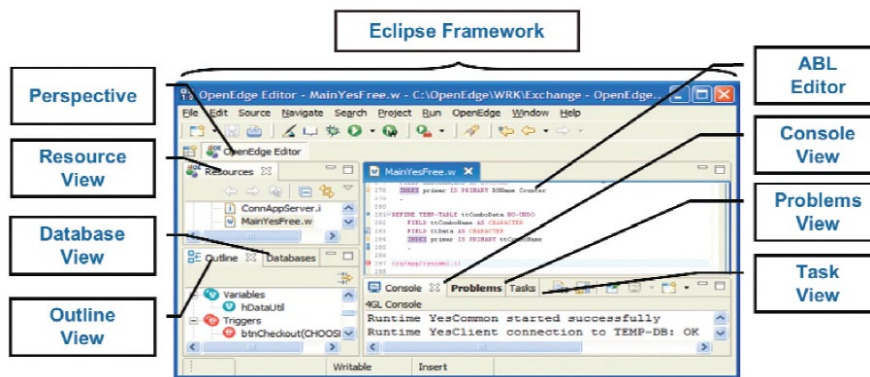 Eclipse Framework
Perspective
Resource
View
Database
View
Outline
View
ABL
Editor
Console
View
Problems
View
Task
View
OpenEdge Editor - MainYesFree.w - C:\OpenEdge\WRK\Exchange - OpenEdge...
File Edit Source Navigate Search Project Run OpenEdge Window Help
OpenEdge Editor
Resources
ConnAppServer.i
MainYesFree.w
Outline Databases
Variables
hDataUtil
Triggers
btnCheckout(CHOOSE
MainYesFree.w
INDEX primer IS PRIMARY
280
DEFINE TEMP-TABLE ttComboData NO-UNDO
FIELD ttComboName AS CHARACTER
FIELD ttData AS CHARACTER
INDEX primer IS PRIMARY ttComboName
287
Console Problems Tasks
4GL Console
Runtime YesCommon started successfully
Runtime YesClient connection to TEMP-DB: OK
Writable Insert